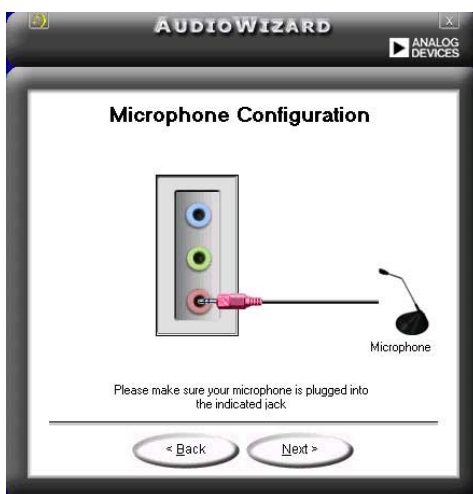 AudioWizard
X
ANALOG
DEVICES
Microphone Configuration
Microphone
Please make sure your microphone is plugged into
the indicated jack
< Back
Next >